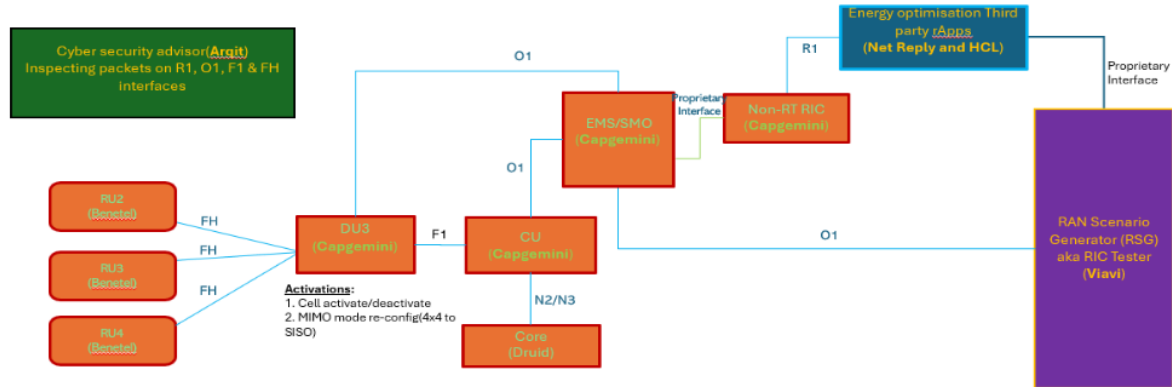 Cyber security advisor(Arqit)
Inspecting packets on R1, O1, F1 & FH
interfaces
Energy optimisation Third
party rApps
(Net Reply and HCL)
R1
O1
Proprietary
Interface
Proprietary
Interface
EMS/SMO
(Capgemini)
Non-RT RIC
(Capgemini)
O1
RU2
(Benetel)
FH
DU3
(Capgemini)
F1
CU
(Capgemini)
O1
RAN Scenario
Generator (RSG)
aka RIC Tester
(Viavi)
RU3
(Benetel)
FH
FH
Activations:
1. Cell activate/deactivate
2. MIMO mode re-config(4x4 to
SISO)
N2/N3
RU4
(Benetel)
Core
(Druid)